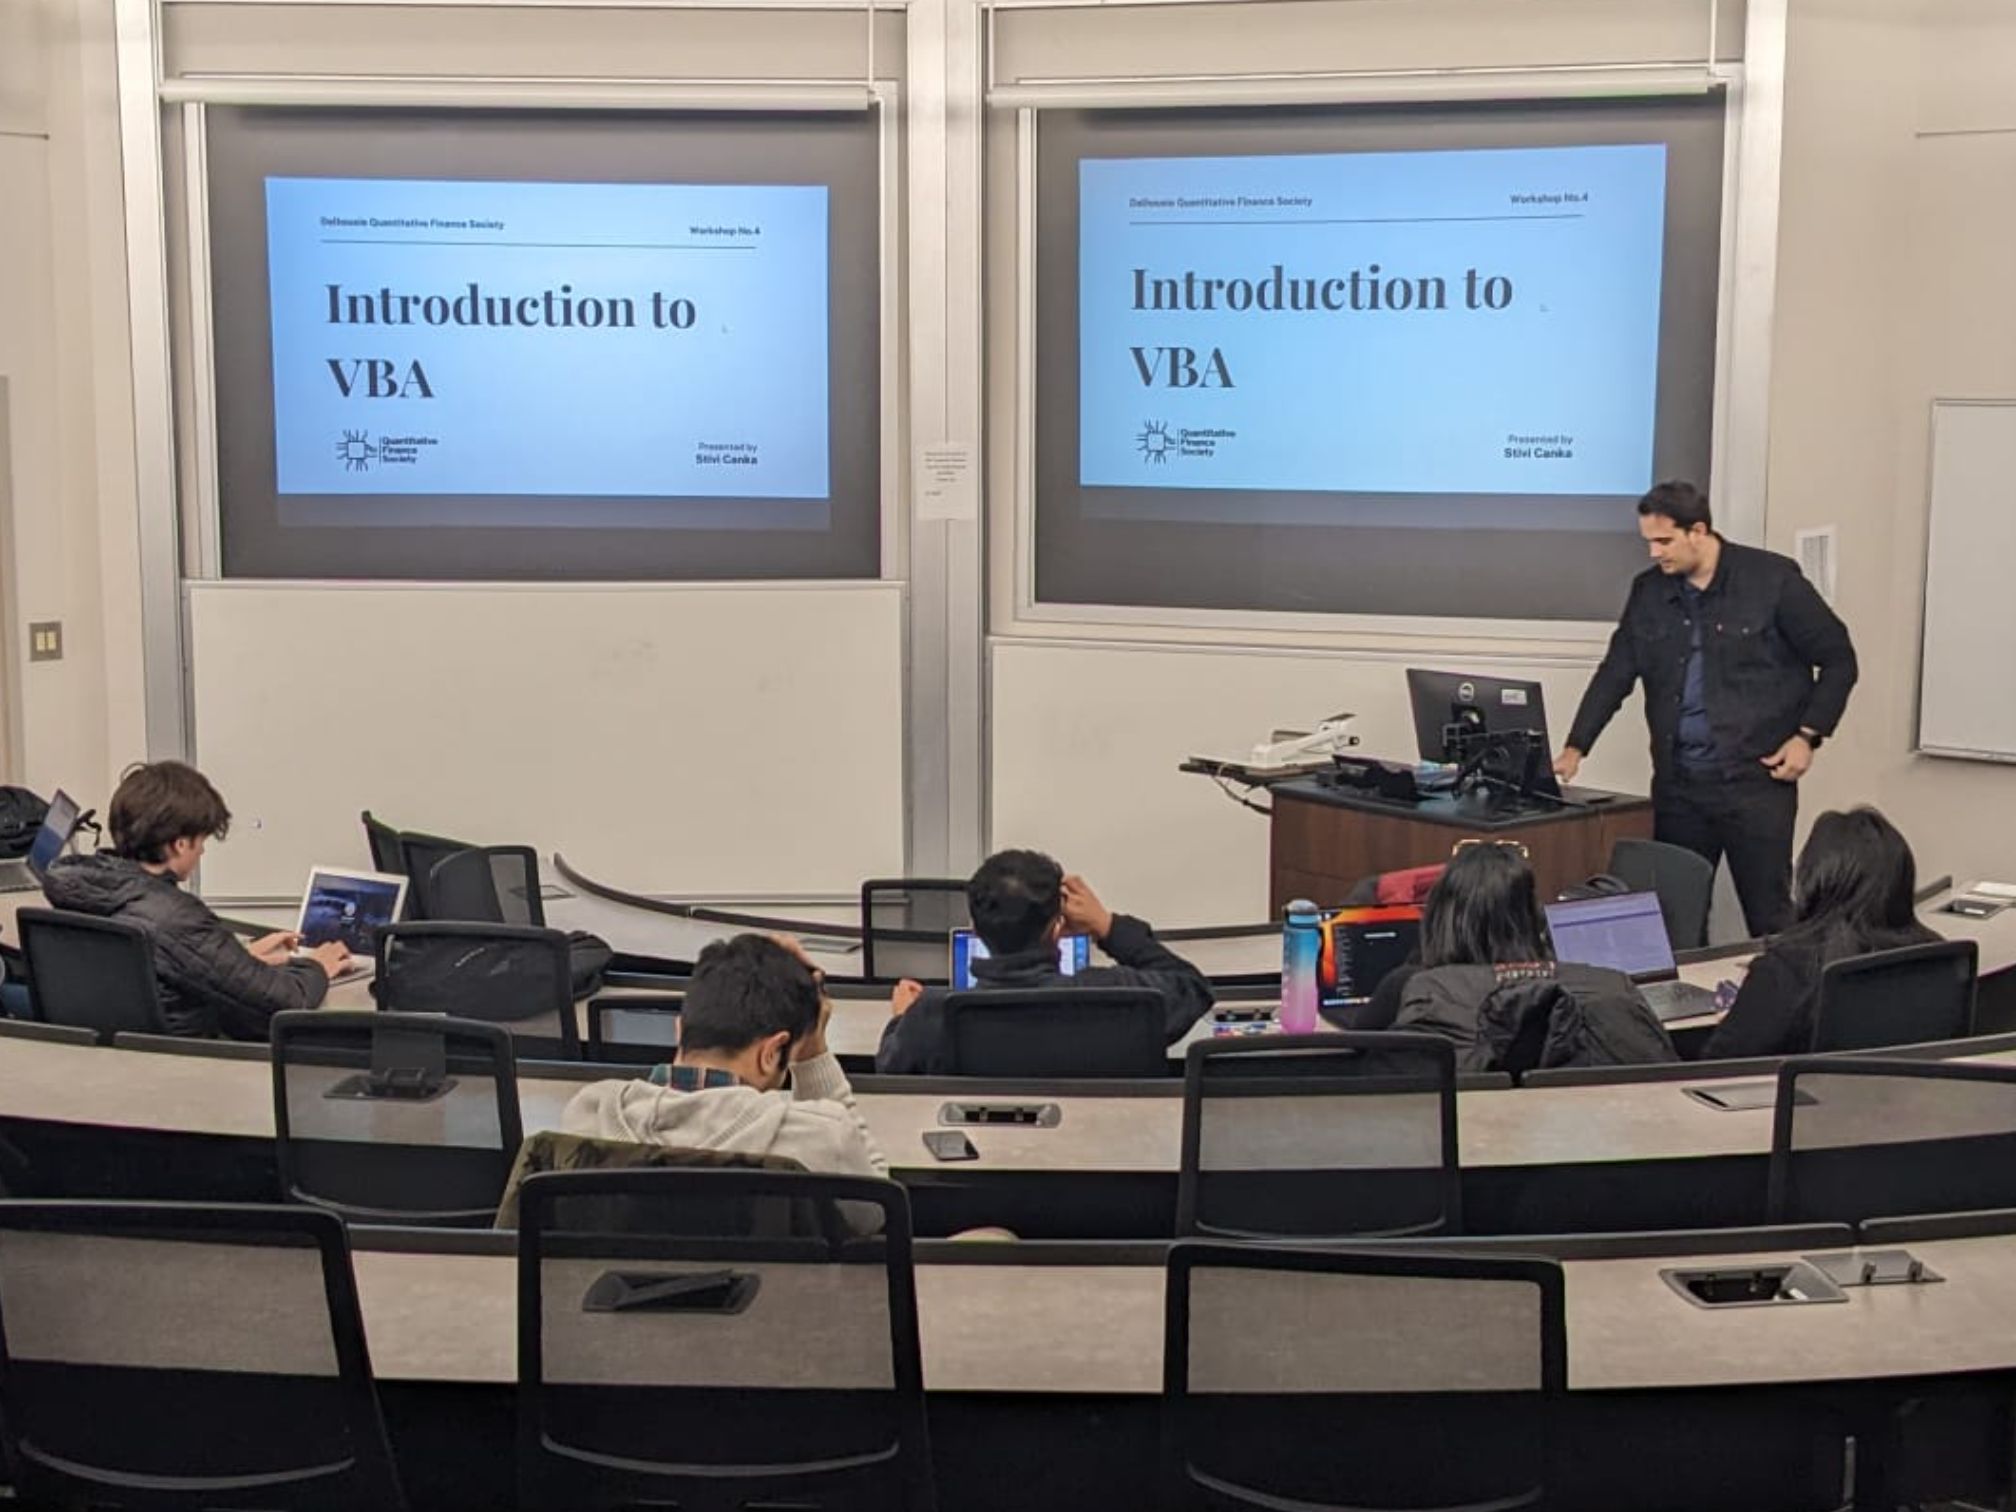 Dalhousie Quantitative Finance Society
Workshop No.4
Introduction to
VBA
Quantitative
Finance
Society
Presented by
Stivi Canka
Dalhousie Quantitative Finance Society
Workshop No.4
Introduction to
VBA
Quantitative
Finance
Society
Presented by
Stivi Canka